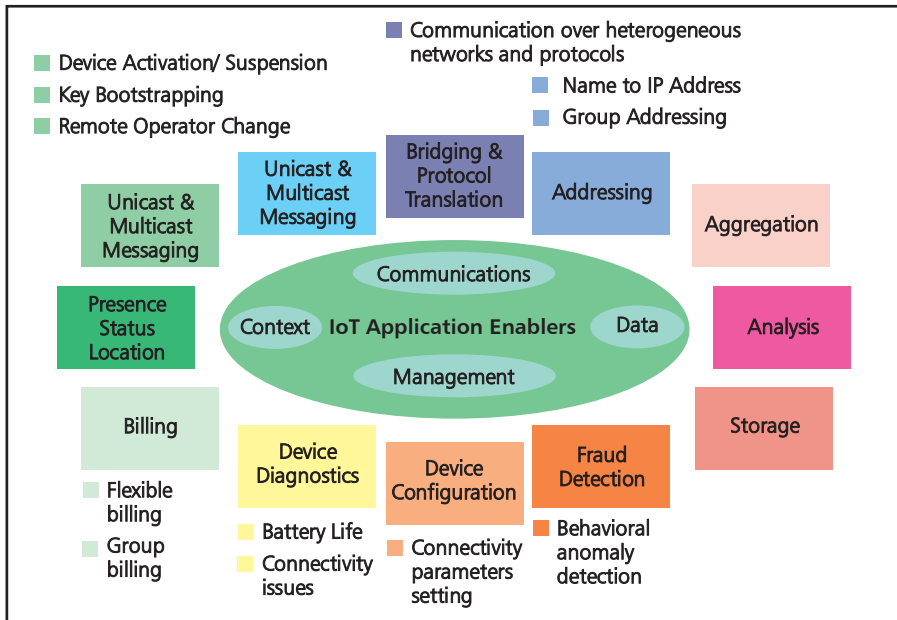 Communication over heterogeneous
networks and protocols
Device Activation/ Suspension
Key Bootstrapping
Remote Operator Change
Name to IP Address
Group Addressing
Unicast &
Multicast
Messaging
Unicast &
Multicast
Messaging
Bridging &
Protocol
Translation
Addressing
Aggregation
Presence
Status
Location
Communications
Context
IoT Application Enablers
Data
Management
Analysis
Billing
Device
Diagnostics
Device
Configuration
Fraud
Detection
Storage
Flexible
billing
Group
billing
Battery Life
Connectivity
issues
Connectivity
parameters
setting
Behavioral
anomaly
detection